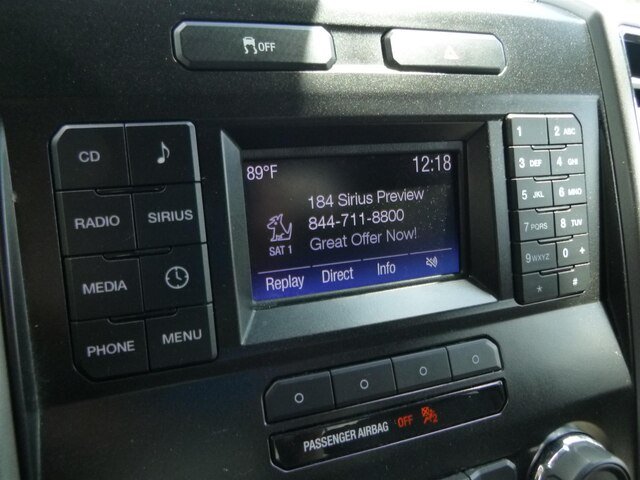 OFF
CD
RADIO SIRIUS
MEDIA
PHONE MENU
89°F 12:18
184 Sirius Preview
844-711-8800
SAT 1 Great Offer Now!
Replay Direct Info
1 2 ABC
3 DEF 4 GHI
5 JKL 6 MNO
7 PQRS 8 TUV
9 WXYZ 0 +
* #
PASSENGER AIRBAG OFF 2